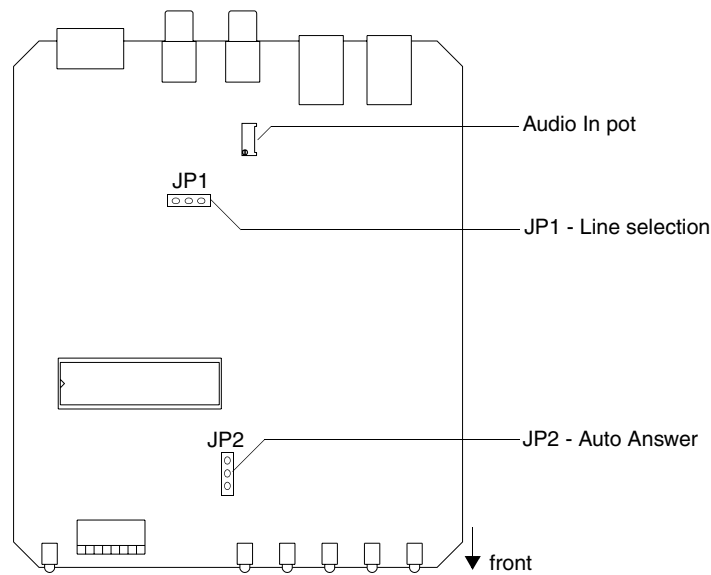 Audio In pot
JP1
JP1 - Line selection
JP2
JP2 - Auto Answer
front